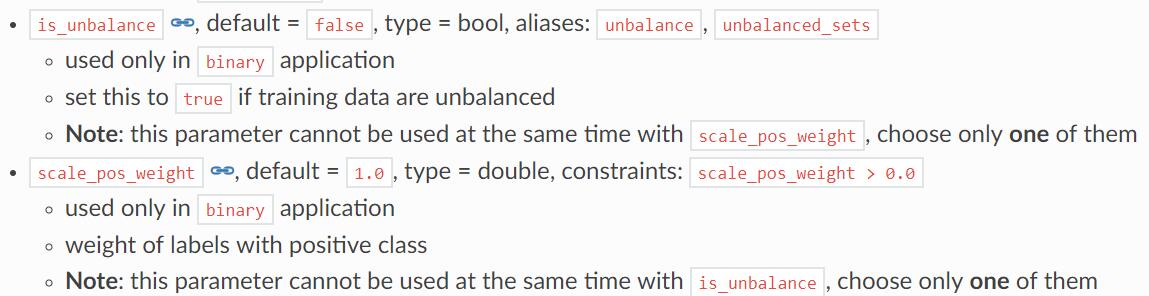 • is_unbalance , default = false , type = bool, aliases: unbalance , unbalanced_sets
◦ used only in binary application
◦ set this to true if training data are unbalanced
◦ Note: this parameter cannot be used at the same time with scale_pos_weight , choose only one of them
• scale_pos_weight , default = 1.0 , type = double, constraints: scale_pos_weight > 0.0
◦ used only in binary application
◦ weight of labels with positive class
◦ Note: this parameter cannot be used at the same time with is_unbalance , choose only one of them